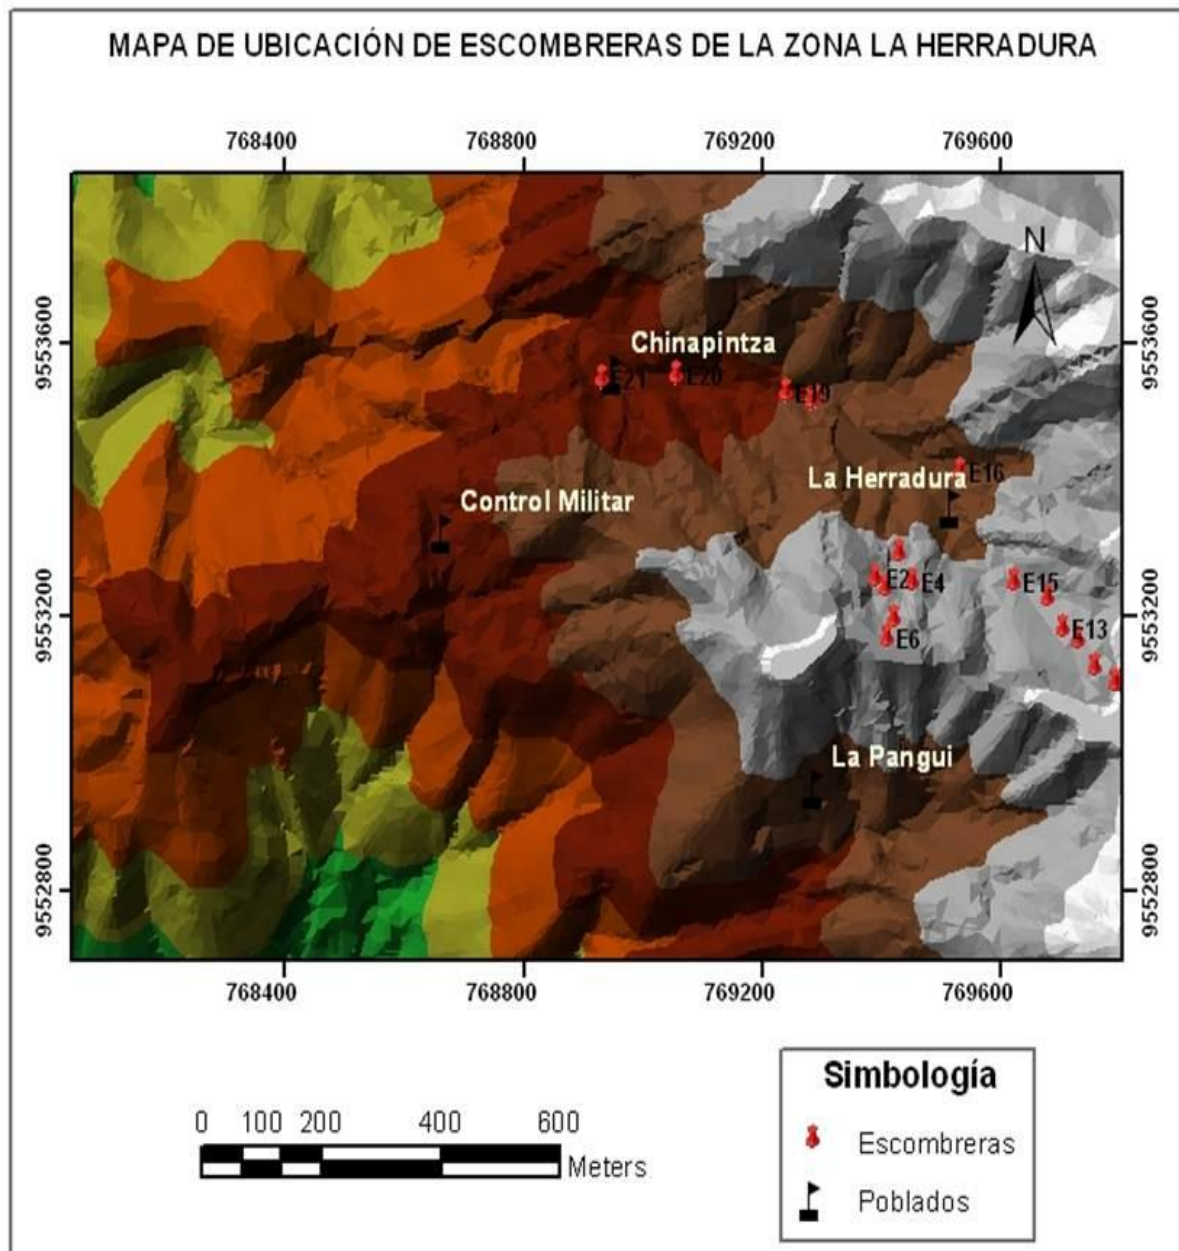 MAPA DE UBICACIÓN DE ESCOMBRERAS DE LA ZONA LA HERRADURA
768400 768800 769200 769600
N
9553600 9553600
Chinapintza
E21 E20 E19
La Herradura E16
Control Militar
E2 E4 E15
9553200 9553200
E6 E13
La Pangui
9552800 9552800
768400 768800 769200 769600
Simbología
0 100 200 400 600
Meters
Escombreras
Poblados